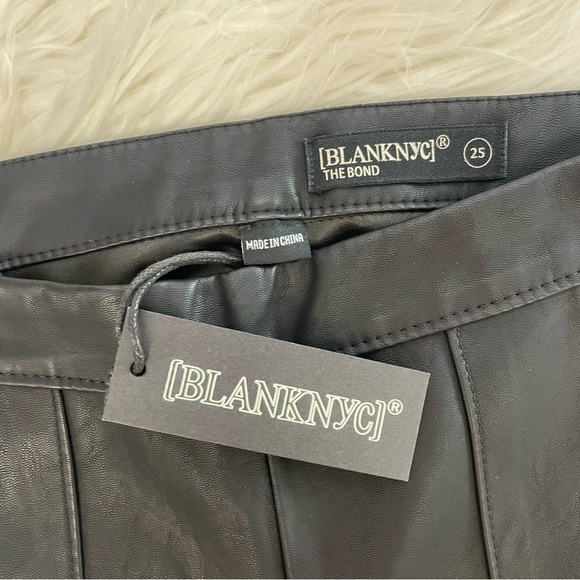 [BLANKNYC]®
THE BOND
25
MADE IN CHINA
[BLANKNYC]®